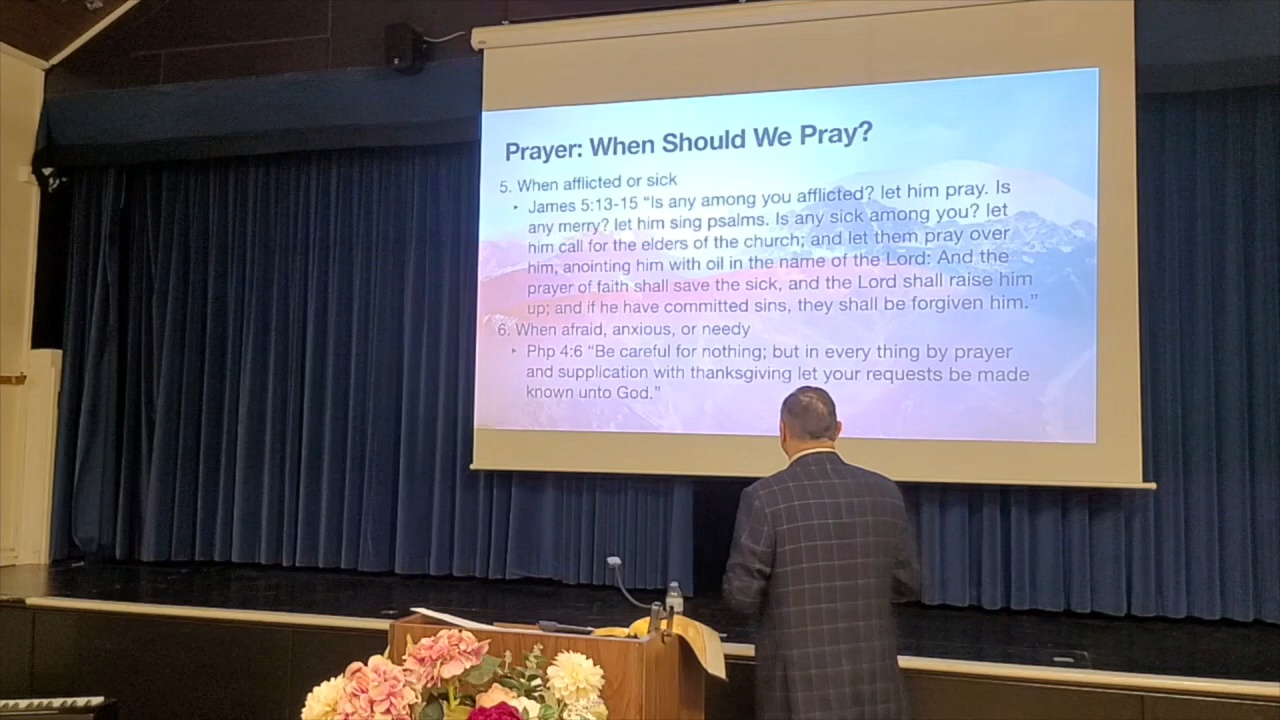 Prayer: When Should We Pray?
5. When afflicted or sick
‣ James 5:13-15 “Is any among you afflicted? let him pray. Is
any merry? let him sing psalms. Is any sick among you? let
him call for the elders of the church; and let them pray over
him, anointing him with oil in the name of the Lord: And the
prayer of faith shall save the sick, and the Lord shall raise him
up; and if he have committed sins, they shall be forgiven him.”
6. When afraid, anxious, or needy
‣ Php 4:6 “Be careful for nothing; but in every thing by prayer
and supplication with thanksgiving let your requests be made
known unto God.”